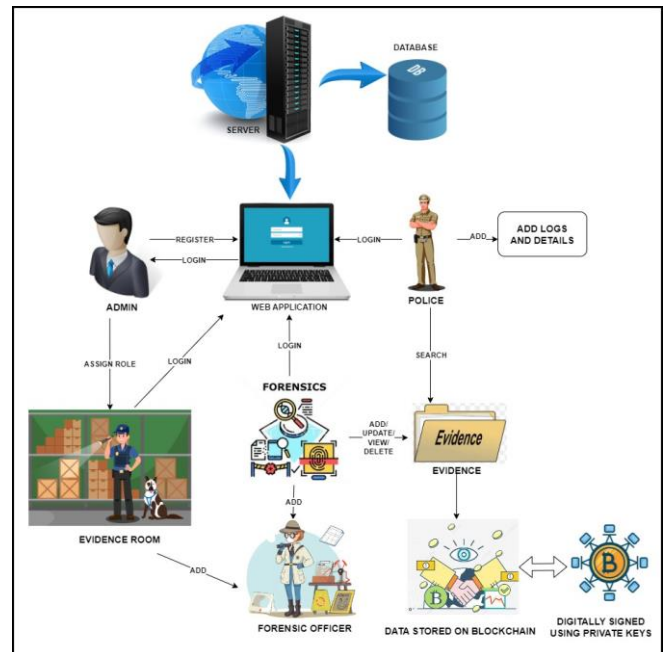 DATABASE
DB
SERVER
REGISTER
LOGIN
LOGIN
ADD
ADD LOGS
AND DETAILS
ADMIN
WEB APPLICATION
POLICE
ASSIGN ROLE
LOGIN
LOGIN
SEARCH
FORENSICS
ADD/
UPDATE/
VIEW/
DELETE
Evidence
EVIDENCE
EVIDENCE ROOM
ADD
ADD
FORENSIC OFFICER
DATA STORED ON BLOCKCHAIN
DIGITALLY SIGNED
USING PRIVATE KEYS